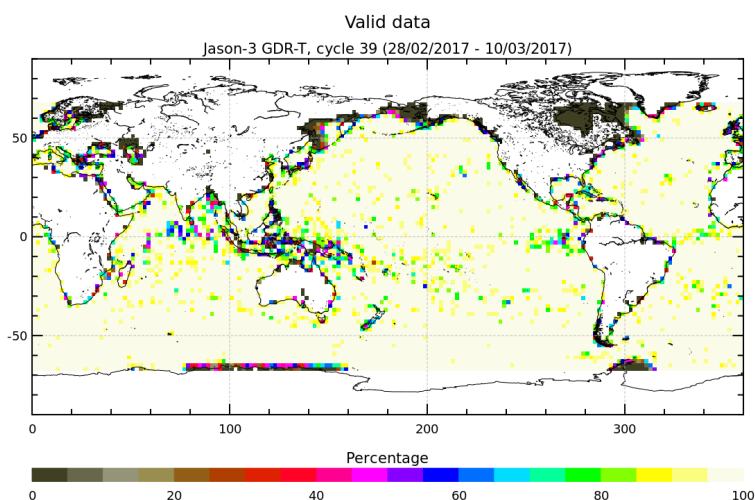 Valid data
Jason-3 GDR-T, cycle 39 (28/02/2017 - 10/03/2017)
50
0
-50
0 100 200 300
Percentage
0 20 40 60 80 100